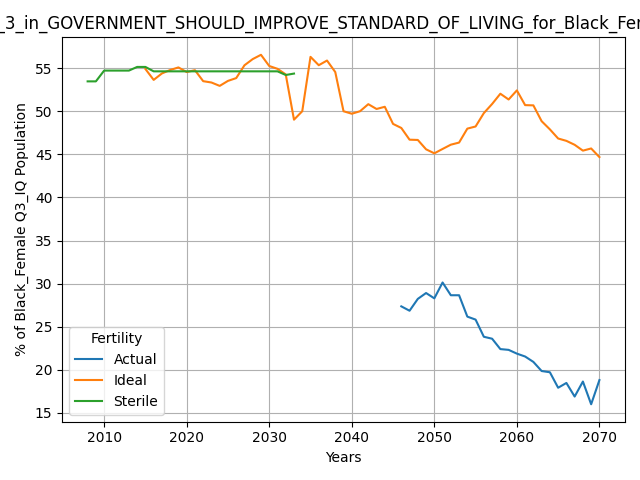 _3_in_GOVERNMENT_SHOULD_IMPROVE_STANDARD_OF_LIVING_for_Black_Fem
% of Black_Female Q3_IQ Population
55
50
45
40
35
30
25
20
15
Fertility
Actual
Ideal
Sterile
2010 2020 2030 2040 2050 2060 2070
Years